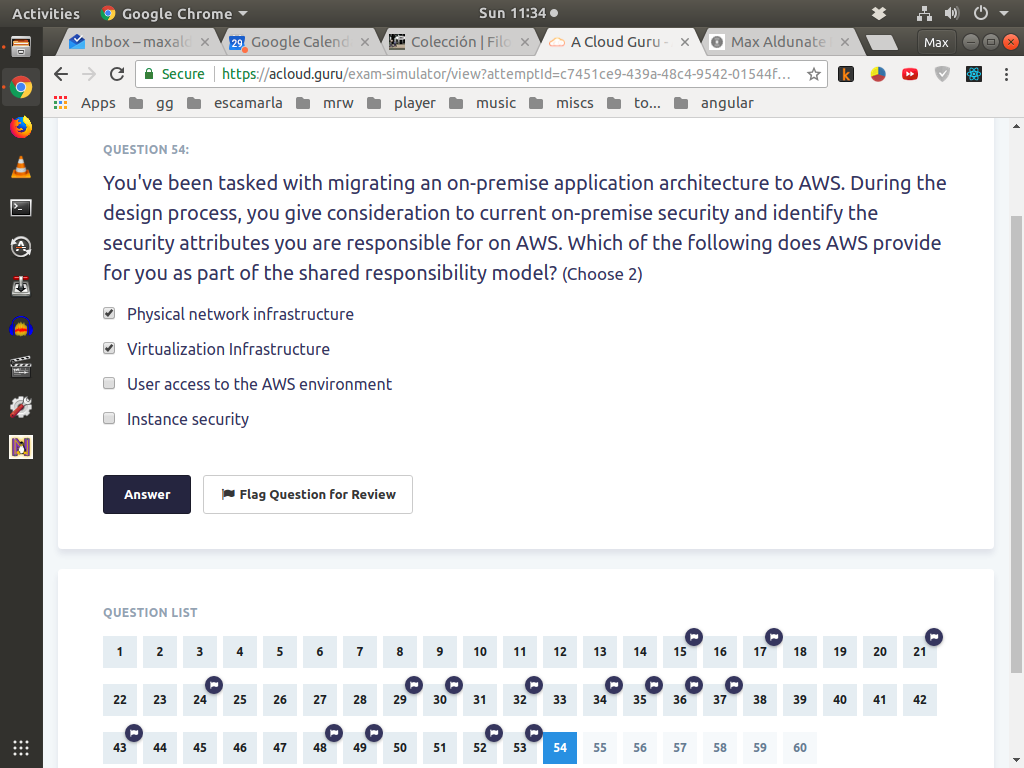 Activities Google Chrome Sun 11:34
Inbox – maxald Google Calend Colección | Filo A Cloud Guru - Max Aldunate Max
Secure https://acloud.guru/exam-simulator/view?attemptId=c7451ce9-439a-48c4-9542-01544f...
Apps gg escamarla mrw player music miscs to... angular
QUESTION 54:
You've been tasked with migrating an on-premise application architecture to AWS. During the
design process, you give consideration to current on-premise security and identify the
security attributes you are responsible for on AWS. Which of the following does AWS provide
for you as part of the shared responsibility model? (Choose 2)
Physical network infrastructure
Virtualization Infrastructure
User access to the AWS environment
Instance security
Answer Flag Question for Review
QUESTION LIST
1 2 3 4 5 6 7 8 9 10 11 12 13 14 15 16 17 18 19 20 21
22 23 24 25 26 27 28 29 30 31 32 33 34 35 36 37 38 39 40 41 42
43 44 45 46 47 48 49 50 51 52 53 54 55 56 57 58 59 60